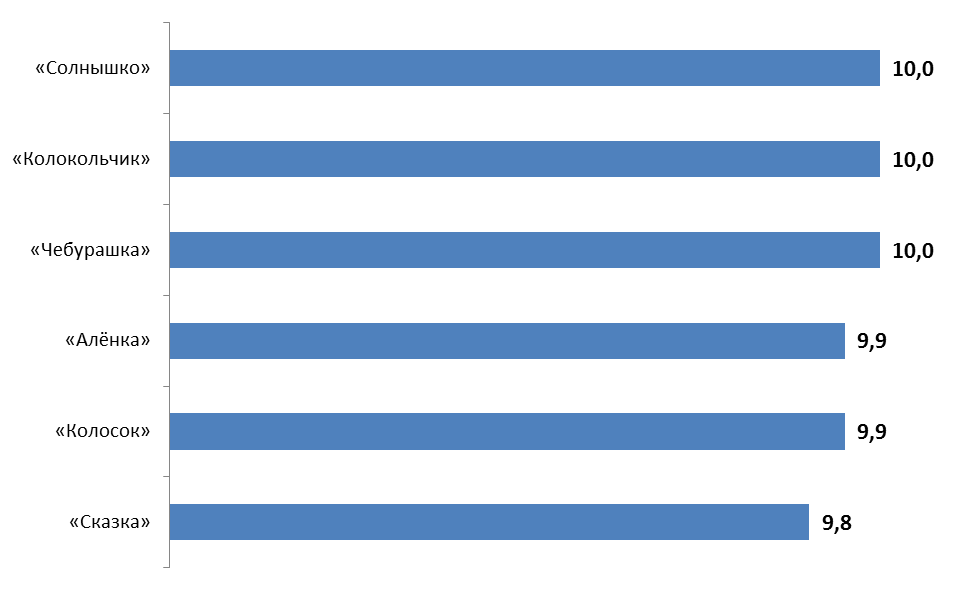 «Солнышко» 10,0
«Колокольчик» 10,0
«Чебурашка» 10,0
«Алёнка» 9,9
«Колосок» 9,9
«Сказка» 9,8